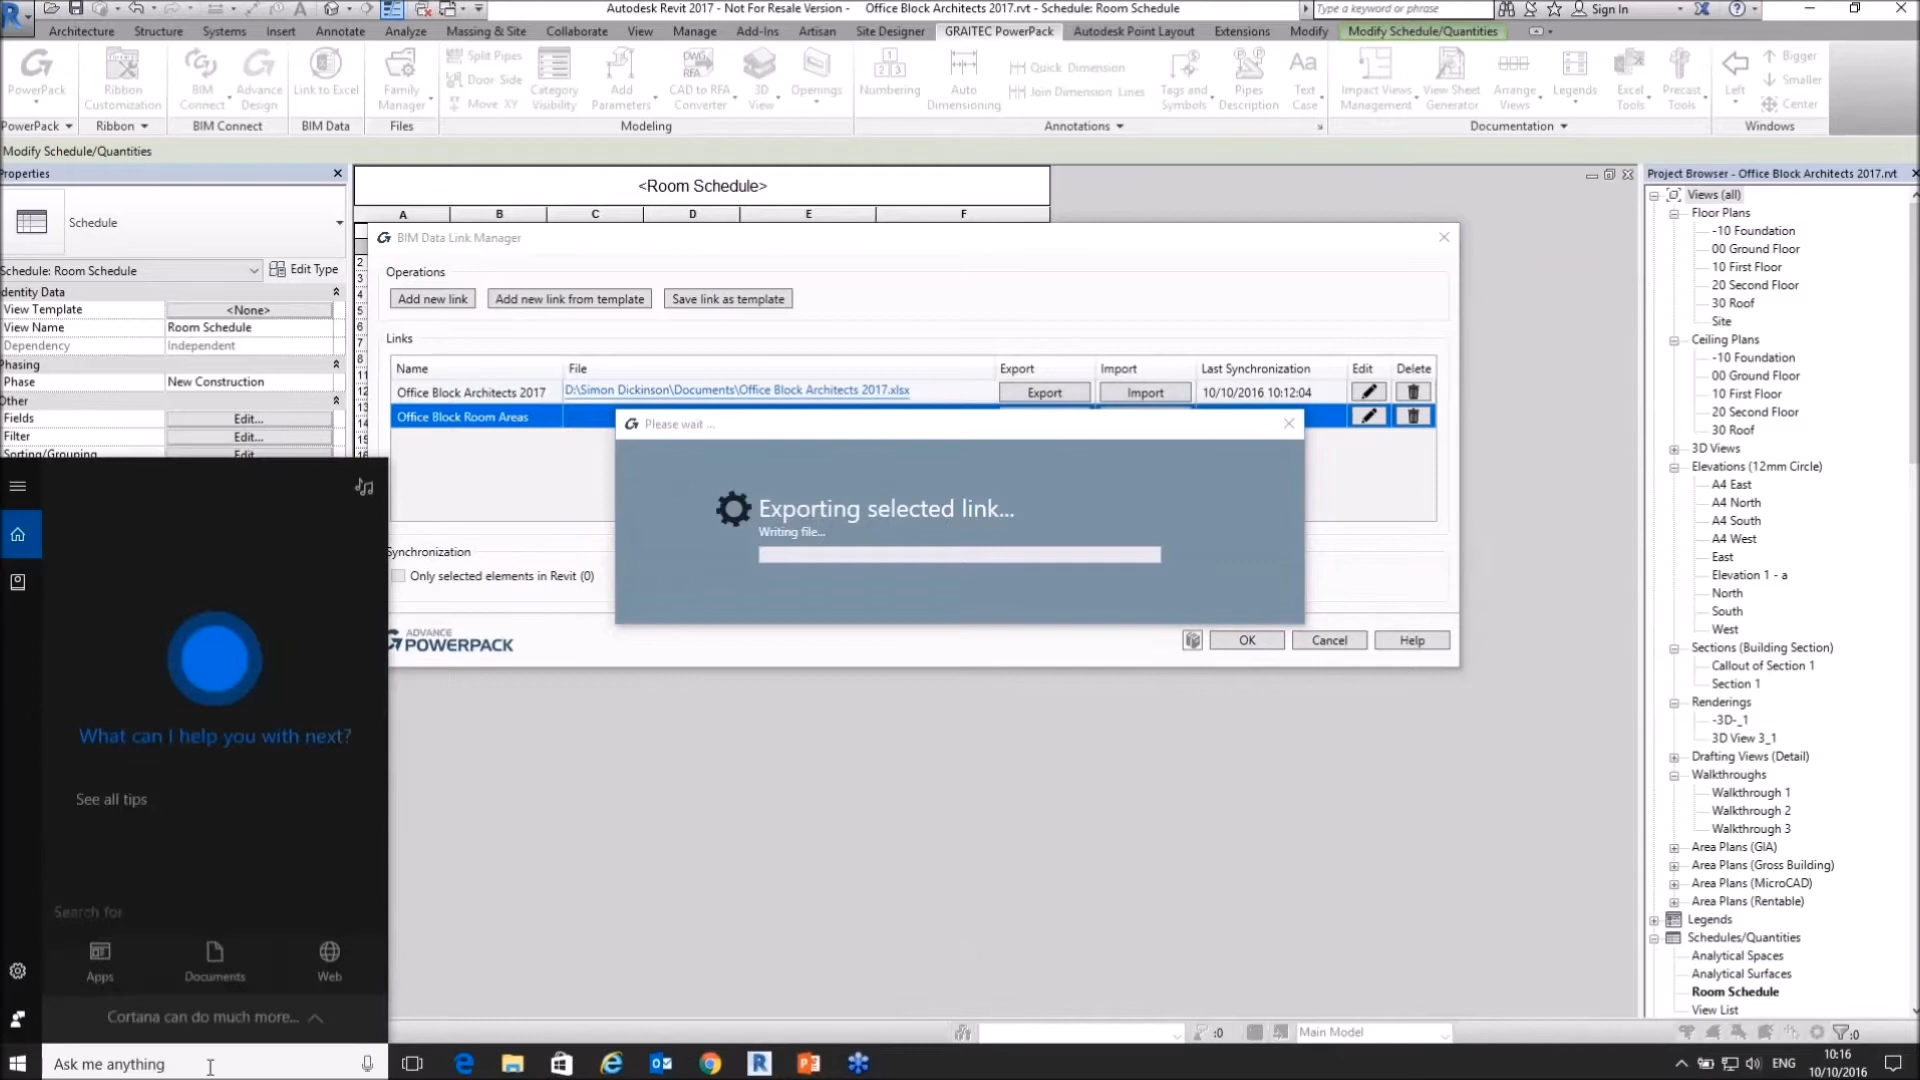 Autodesk Revit 2017 - Not For Resale Version - Office Block Architects 2017.rvt - Schedule: Room Schedule
Type a keyword or phrase
Sign In
Architecture Structure Systems Insert Annotate Analyze Massing & Site Collaborate View Manage Add-Ins Artisan Site Designer GRAITEC PowerPack Autodesk Point Layout Extensions Modify Modify Schedule/Quantities
PowerPack
Ribbon Customization
BIM Connect
Advance Design
Link to Excel
Family Manager
Split Pipes
Door Side
Move XY
Category Visibility
Add Parameters
CAD to RFA Converter
3D View
Openings
Numbering
Auto Dimensioning
Quick Dimension
Join Dimension Lines
Tags and Symbols
Pipes Description
Text Case
Impact Views Management
View Sheet Generator
Arrange Views
Legends
Excel Tools
Precast Tools
Left
Bigger
Smaller
Center
PowerPack Ribbon BIM Connect BIM Data Files Modeling Annotations Documentation Windows
Modify Schedule/Quantities
Properties
Schedule
Schedule: Room Schedule
Edit Type
Identity Data
View Template <None>
View Name Room Schedule
Dependency Independent
Phasing
Phase New Construction
Other
Fields Edit...
Filter Edit...
Sorting/Grouping Edit...
<Room Schedule>
A B C D E F
2
3
4
5
6
7
8
11
12
13
14
15
16
BIM Data Link Manager
Operations
Add new link
Add new link from template
Save link as template
Links
Name File Export Import Last Synchronization Edit Delete
Office Block Architects 2017 D:\Simon Dickinson\Documents\Office Block Architects 2017.xlsx Export Import 10/10/2016 10:12:04
Office Block Room Areas
Please wait ...
Exporting selected link...
Writing file...
Synchronization
Only selected elements in Revit (0)
ADVANCE
POWERPACK
OK
Cancel
Help
What can I help you with next?
See all tips
Search for
Apps
Documents
Web
Cortana can do much more...
Ask me anything
Project Browser - Office Block Architects 2017.rvt
Views (all)
Floor Plans
-10 Foundation
00 Ground Floor
10 First Floor
20 Second Floor
30 Roof
Site
Ceiling Plans
-10 Foundation
00 Ground Floor
10 First Floor
20 Second Floor
30 Roof
3D Views
Elevations (12mm Circle)
A4 East
A4 North
A4 South
A4 West
East
Elevation 1 - a
North
South
West
Sections (Building Section)
Callout of Section 1
Section 1
Renderings
-3D-_1
3D View 3_1
Drafting Views (Detail)
Walkthroughs
Walkthrough 1
Walkthrough 2
Walkthrough 3
Area Plans (GIA)
Area Plans (Gross Building)
Area Plans (MicroCAD)
Area Plans (Rentable)
Legends
Schedules/Quantities
Analytical Spaces
Analytical Surfaces
Room Schedule
View List
:0
Main Model
:0
ENG
10:16
10/10/2016